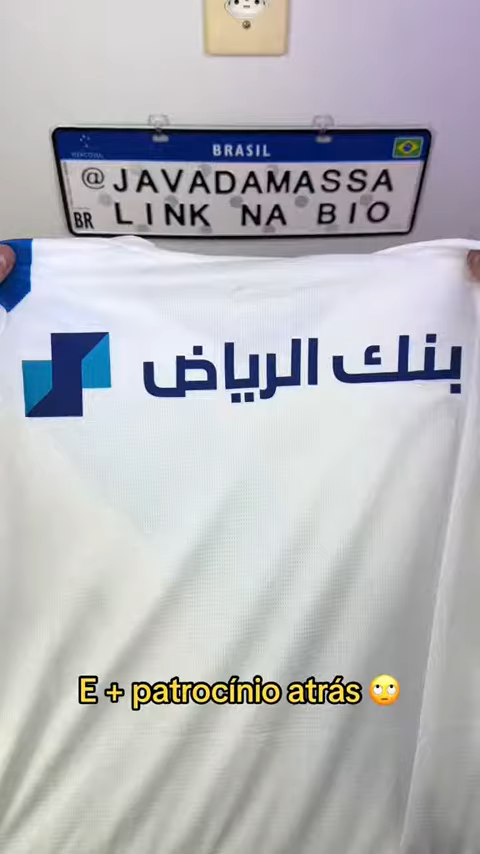 BRASIL
@JAVADAMASSA
BR LINK NA BIO
بنك الرياض
E + patrocínio atrás 🙄